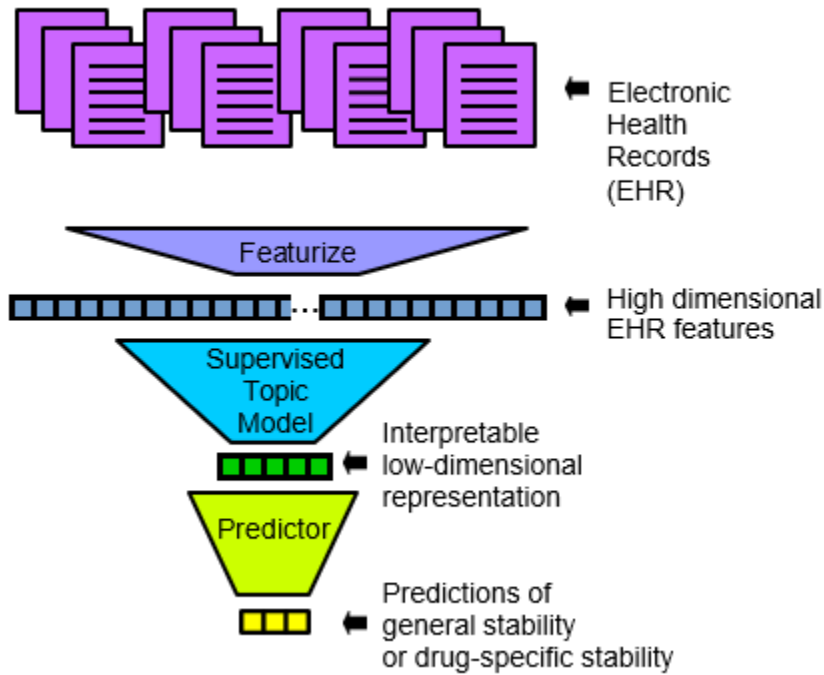 Electronic
Health
Records
(EHR)
Featurize
...
High dimensional
EHR features
Supervised
Topic
Model
Interpretable
low-dimensional
representation
Predictor
Predictions of
general stability
or drug-specific stability